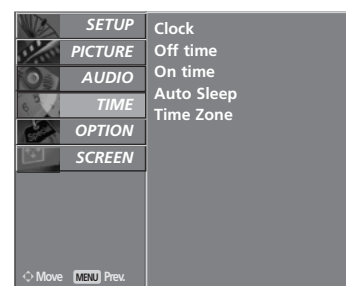 SETUP
PICTURE
AUDIO
TIME
OPTION
SCREEN
Clock
Off time
On time
Auto Sleep
Time Zone
Move MENU Prev.